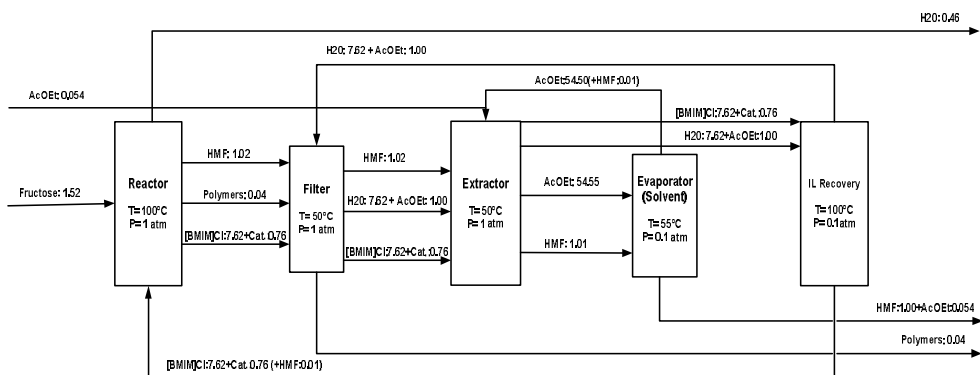 H20: 0.46
H20: 7.62 + AcOEt: 1.00
AcOEt:54.50(+HMF:0.01)
AcOEt: 0.054
[BMIM]Cl:7.62+Cat.:0.76
H20: 7.62+AcOEt:1.00
HMF: 1.02
HMF: 1.02
Reactor
T=100°C
P= 1 atm
Filter
T= 50°C
P= 1 atm
Extractor
T= 50°C
P= 1 atm
Evaporator
(Solvent)
T= 55°C
P= 0.1 atm
IL Recovery
T=100°C
P= 0.1atm
Fructose: 1.52
Polymers: 0.04
H20: 7.62 + AcOEt: 1.00
AcOEt: 54.55
[BMIM]Cl:7.62+Cat.:0.76
[BMIM]Cl:7.62+Cat.:0.76
HMF: 1.01
HMF:1.00+AcOEt:0.054
Polymers: 0.04
[BMIM]Cl:7.62+Cat.:0.76 (+HMF:0.01)